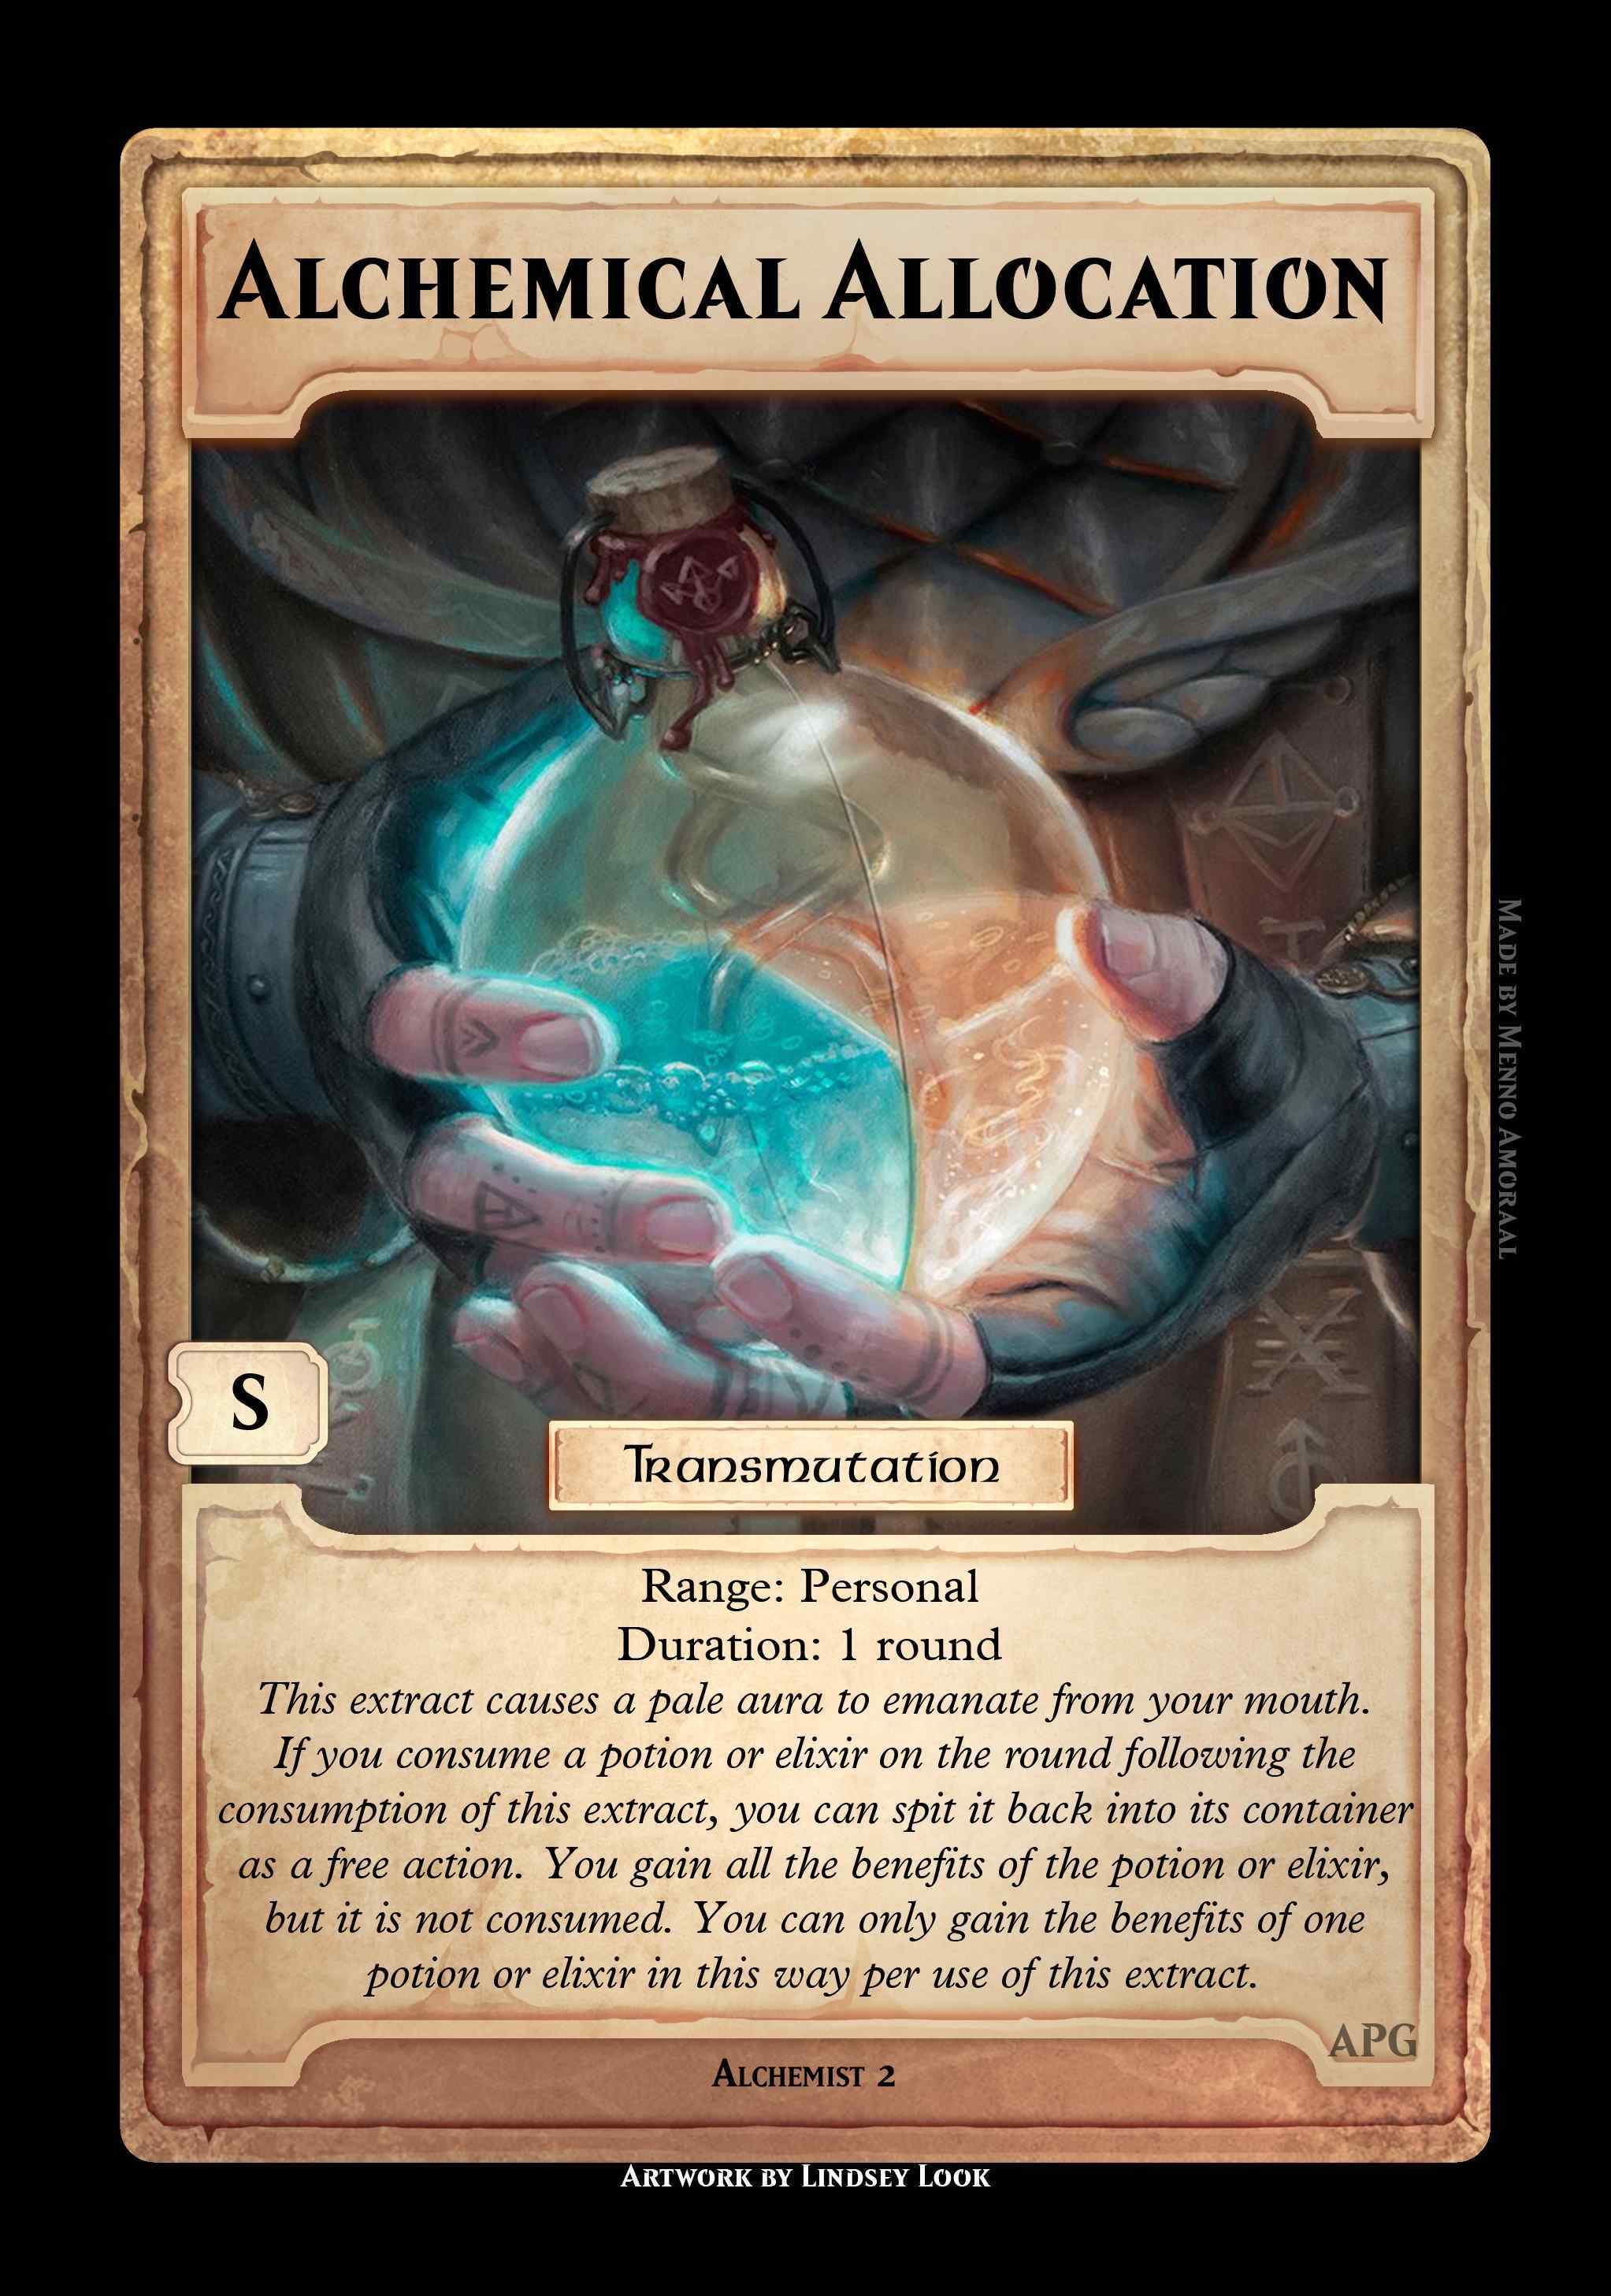 Alchemical Allocation
Made by Menno Amoraal
S
Transmutation
Range: Personal
Duration: 1 round
This extract causes a pale aura to emanate from your mouth.
If you consume a potion or elixir on the round following the
consumption of this extract, you can spit it back into its container
as a free action. You gain all the benefits of the potion or elixir,
but it is not consumed. You can only gain the benefits of one
potion or elixir in this way per use of this extract.
APG
Alchemist 2
Artwork by Lindsey Look